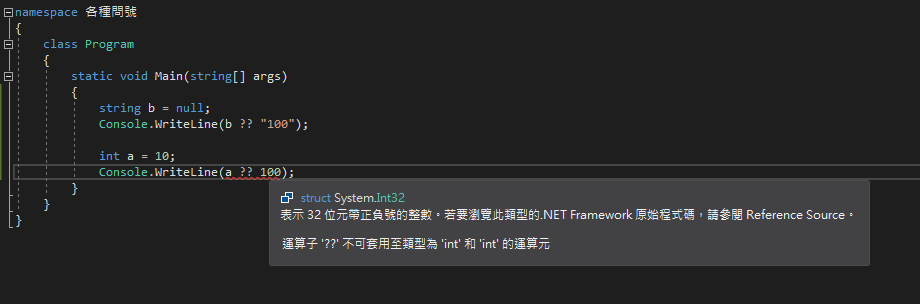 namespace 各種問號
{
class Program
{
static void Main(string[] args)
{
string b = null;
Console.WriteLine(b ?? "100");
int a = 10;
Console.WriteLine(a ?? 100);
}
}
}
struct System.Int32
表示 32 位元帶正負號的整數。若要瀏覽此類型的.NET Framework 原始程式碼，請參閱 Reference Source。
運算子 '??' 不可套用至類型為 'int' 和 'int' 的運算元